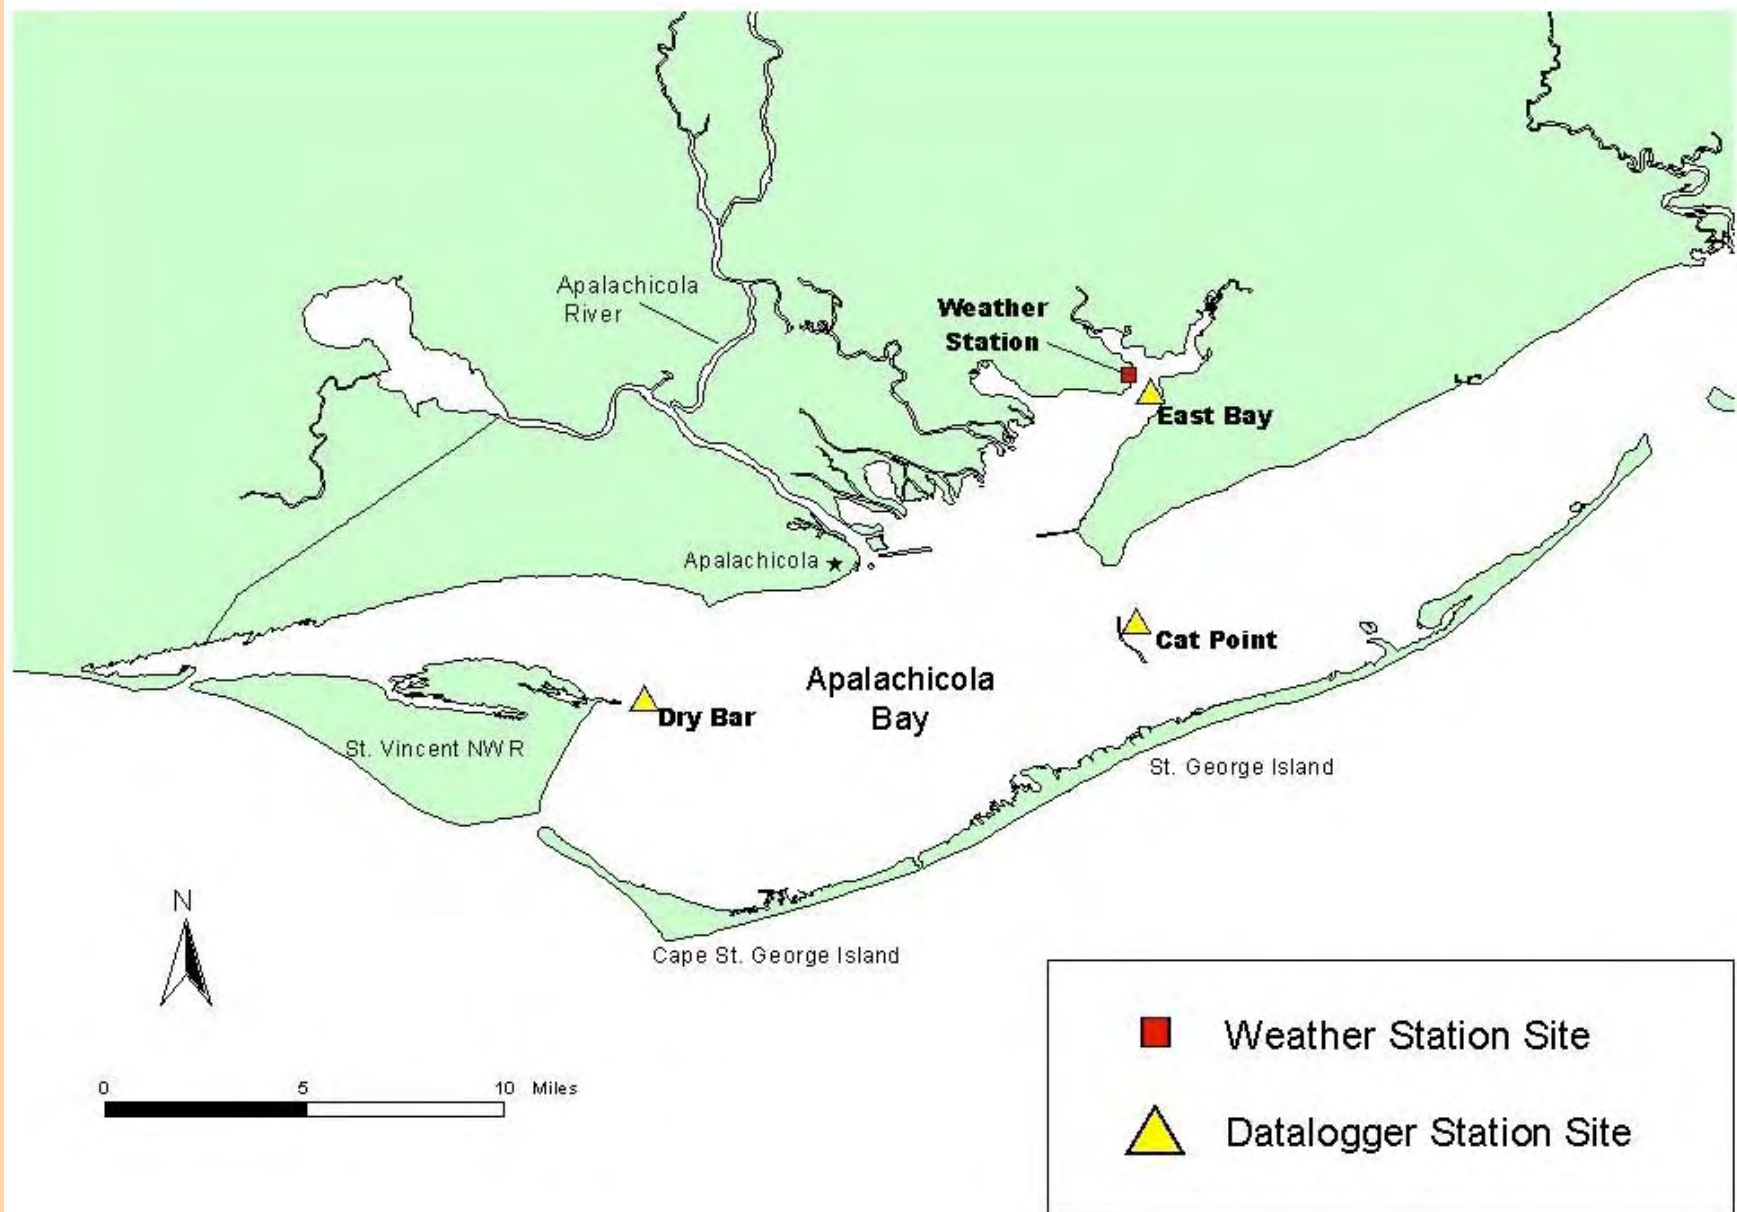 Apalachicola
River
Weather
Station
East Bay
Apalachicola
Cat Point
Apalachicola
Bay
Dry Bar
St. Vincent NWR
St. George Island
N
Cape St. George Island
0 5 10 Miles
Weather Station Site
Datalogger Station Site